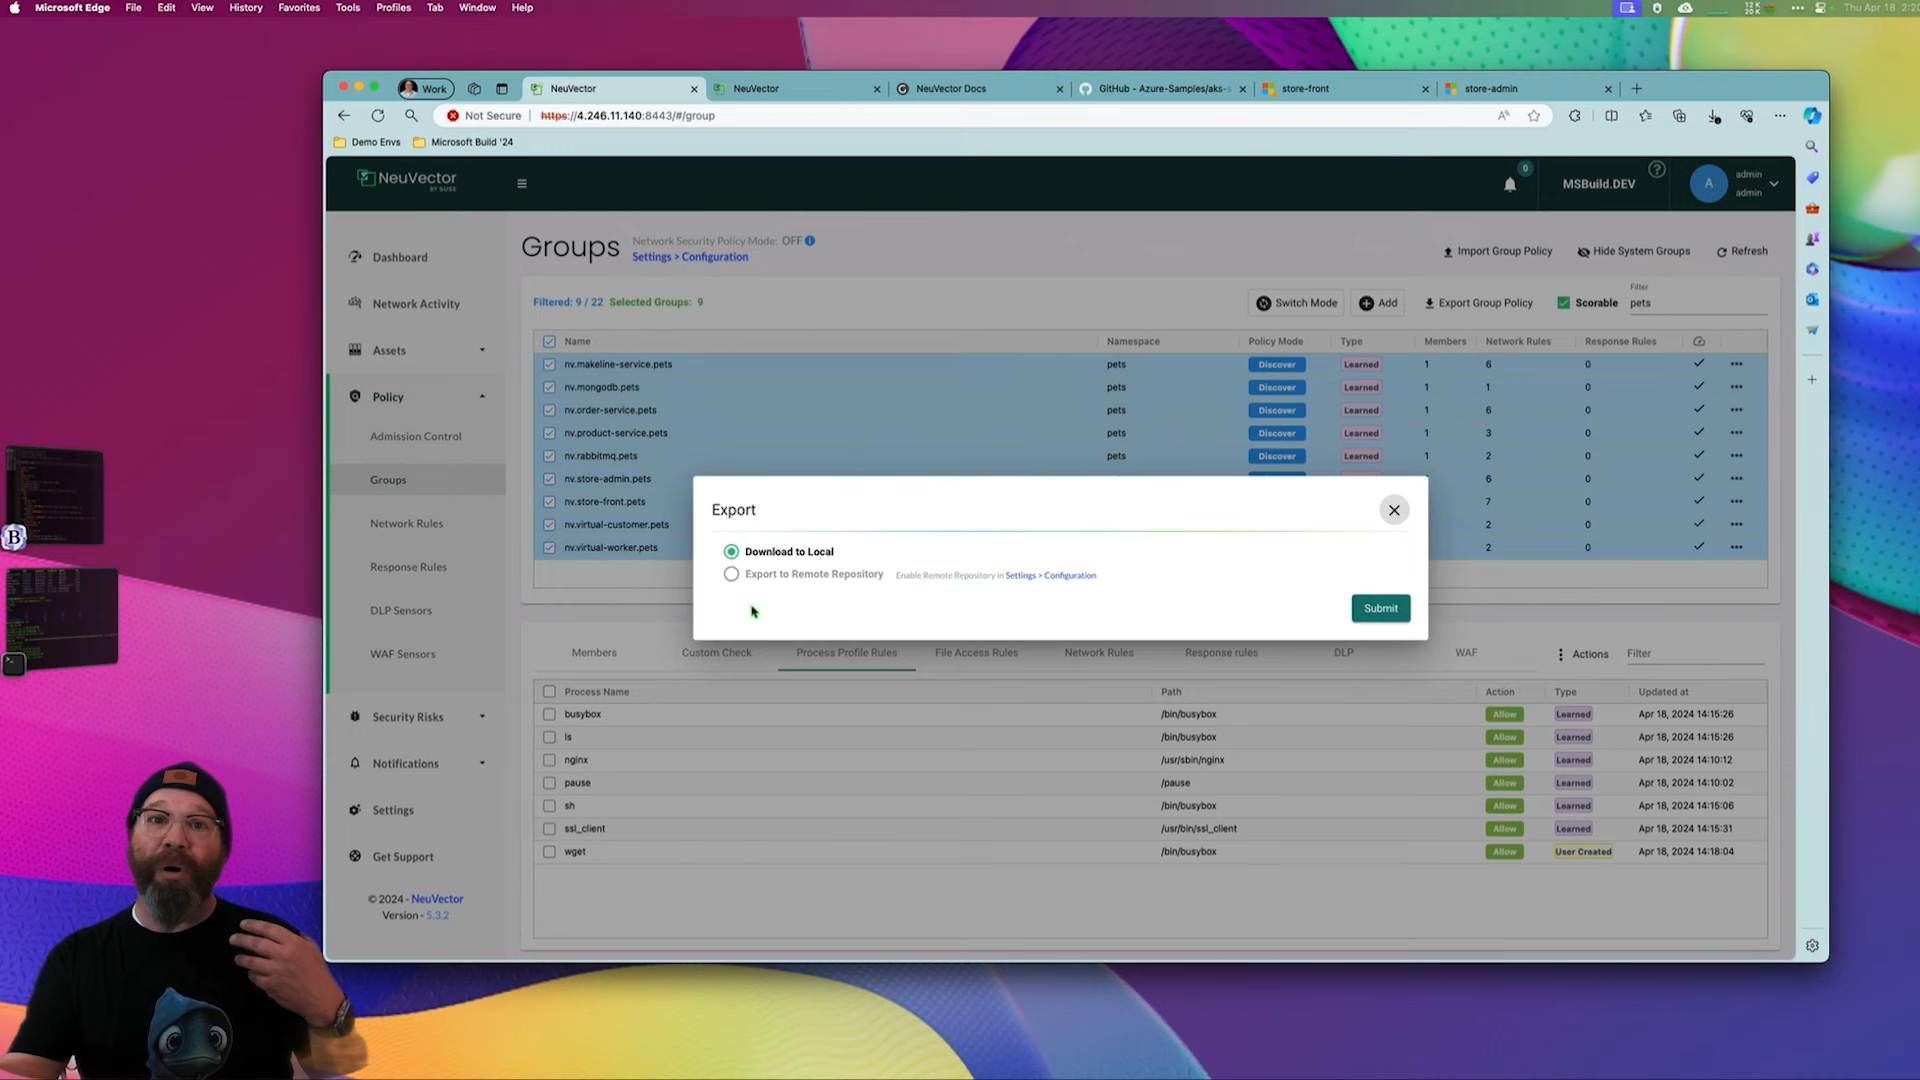 Microsoft Edge File Edit View History Favorites Tools Profiles Tab Window Help
12 K
20 K
Thu Apr 18 2:20
Work NeuVector NeuVector NeuVector Docs GitHub - Azure-Samples/aks-s store-front store-admin
Not Secure https://4.246.11.140:8443/#/group
Demo Envs Microsoft Build '24
NeuVector
BY SUSE
0
MSBuild.DEV
A
admin
admin
Dashboard
Network Activity
Assets
Policy
Admission Control
Groups
Network Rules
Response Rules
DLP Sensors
WAF Sensors
Security Risks
Notifications
Settings
Get Support
© 2024 - NeuVector
Version - 5.3.2
Groups
Network Security Policy Mode: OFF
Settings > Configuration
Import Group Policy Hide System Groups Refresh
Filtered: 9 / 22 Selected Groups: 9
Switch Mode Add Export Group Policy Scorable
Filter
pets
Name Namespace Policy Mode Type Members Network Rules Response Rules
nv.makeline-service.pets pets Discover Learned 1 6 0
nv.mongodb.pets pets Discover Learned 1 1 0
nv.order-service.pets pets Discover Learned 1 6 0
nv.product-service.pets pets Discover Learned 1 3 0
nv.rabbitmq.pets pets Discover Learned 1 2 0
nv.store-admin.pets 6 0
nv.store-front.pets 7 0
nv.virtual-customer.pets 2 0
nv.virtual-worker.pets 2 0
Export
Download to Local
Export to Remote Repository Enable Remote Repository in Settings > Configuration
Submit
Members Custom Check Process Profile Rules File Access Rules Network Rules Response rules DLP WAF Actions Filter
Process Name Path Action Type Updated at
busybox /bin/busybox Allow Learned Apr 18, 2024 14:15:26
ls /bin/busybox Allow Learned Apr 18, 2024 14:15:26
nginx /usr/sbin/nginx Allow Learned Apr 18, 2024 14:10:12
pause /pause Allow Learned Apr 18, 2024 14:10:02
sh /bin/busybox Allow Learned Apr 18, 2024 14:15:06
ssl_client /usr/bin/ssl_client Allow Learned Apr 18, 2024 14:15:31
wget /bin/busybox Allow User Created Apr 18, 2024 14:18:04
B